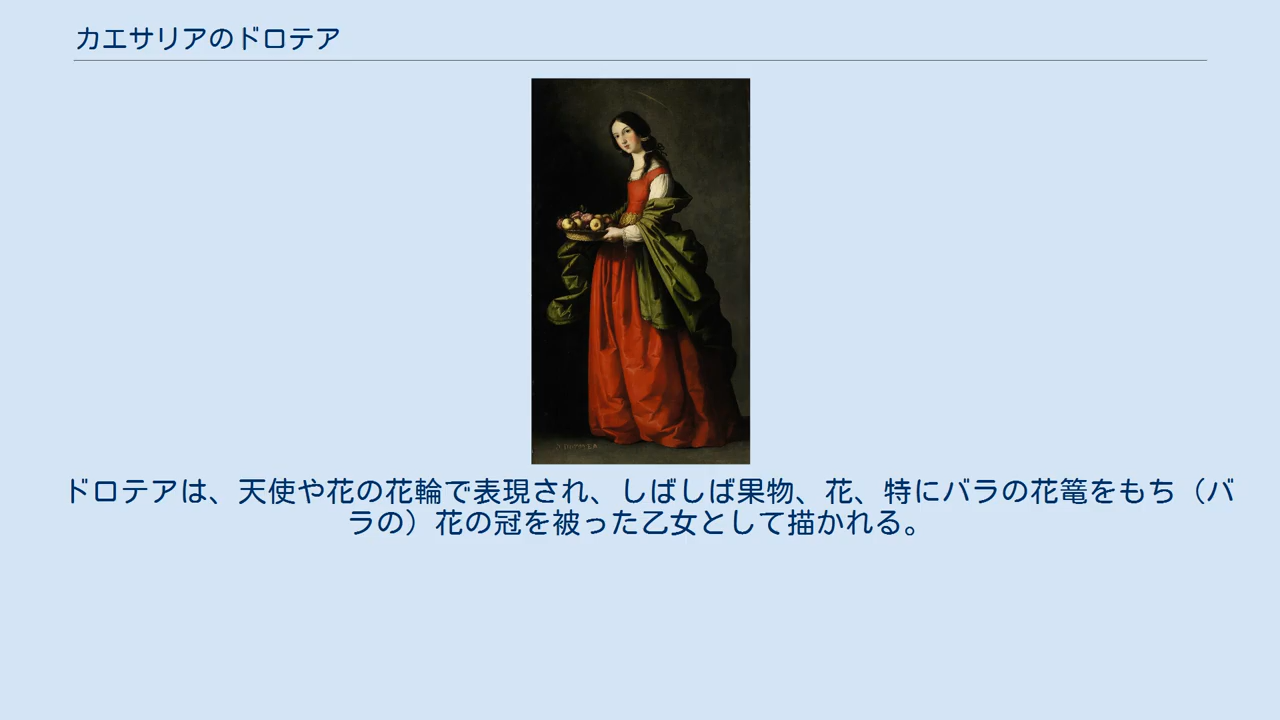 カエサリアのドロテア
ドロテアは、天使や花の花輪で表現され、しばしば果物、花、特にバラの花篭をもち（バ
ラの）花の冠を被った乙女として描かれる。